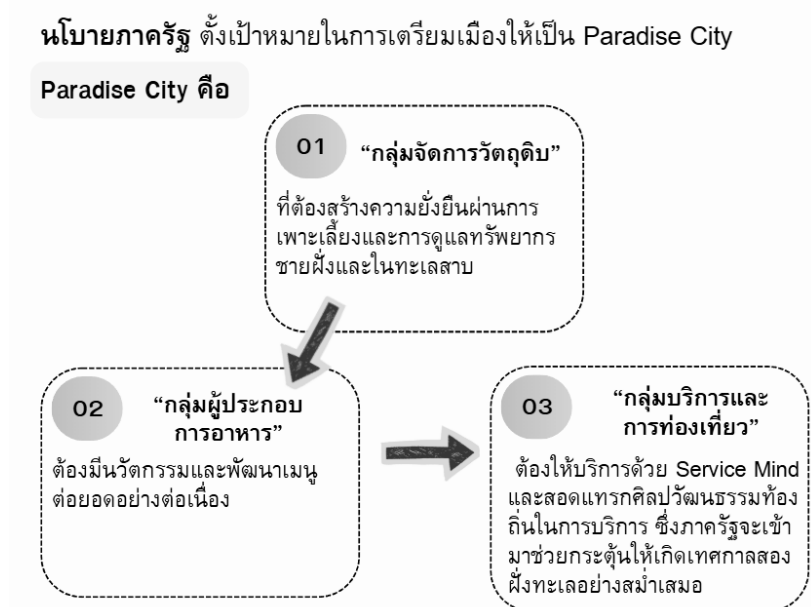 นโบายภาครัฐ ตั้งเป้าหมายในการเตรียมเมืองให้เป็น Paradise City
Paradise City คือ
01
“กลุ่มจัดการวัตถุดิบ”
ที่ต้องสร้างความยั่งยืนผ่านการ
เพาะเลี้ยงและการดูแลทรัพยากร
ชายฝั่งและในทะเลสาบ
02
“กลุ่มผู้ประกอบ
การอาหาร”
ต้องมีนวัตกรรมและพัฒนาเมนู
ต่อยอดอย่างต่อเนื่อง
03
“กลุ่มบริการและ
การท่องเที่ยว”
ต้องให้บริการด้วย Service Mind
และสอดแทรกศิลปวัฒนธรรมท้อง
ถิ่นในการบริการ ซึ่งภาครัฐจะเข้า
มาช่วยกระตุ้นให้เกิดเทศกาลสอง
ฝั่งทะเลอย่างสม่ำเสมอ